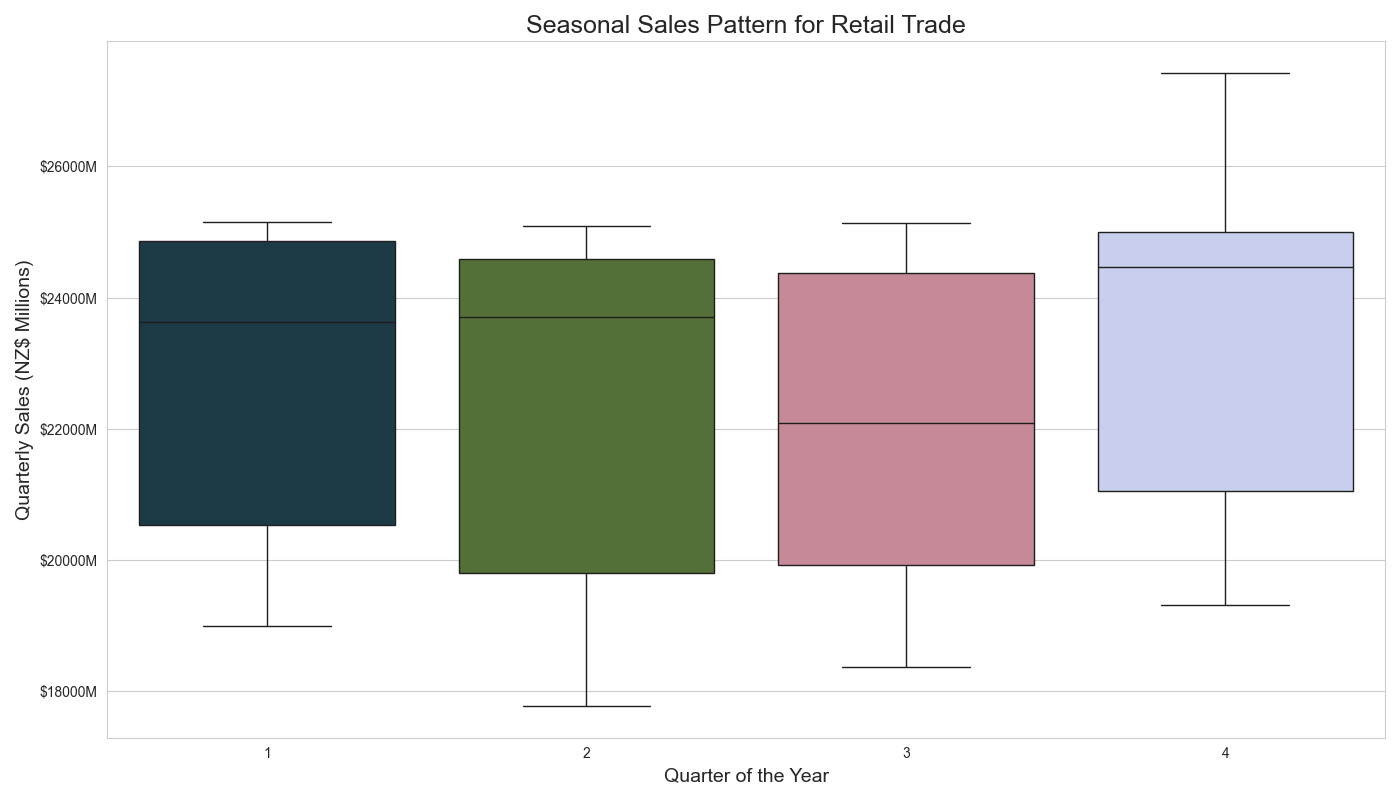 Seasonal Sales Pattern for Retail Trade
Quarterly Sales (NZ$ Millions)
$26000M
$24000M
$22000M
$20000M
$18000M
1 2 3 4
Quarter of the Year